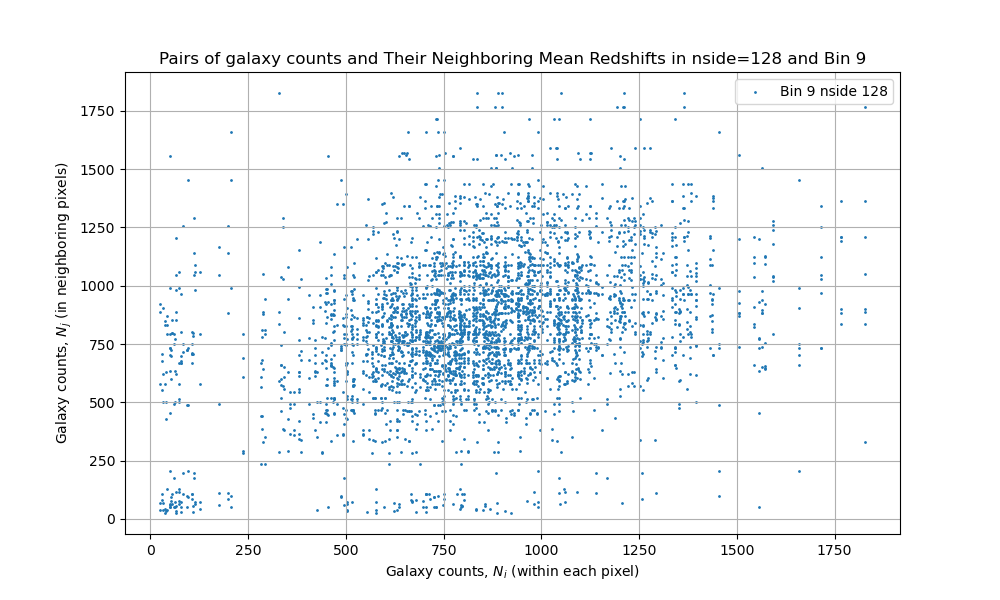 Pairs of galaxy counts and Their Neighboring Mean Redshifts in nside=128 and Bin 9
Bin 9 nside 128
Galaxy counts, N_j (in neighboring pixels)
1750
1500
1250
1000
750
500
250
0
0 250 500 750 1000 1250 1500 1750
Galaxy counts, N_i (within each pixel)